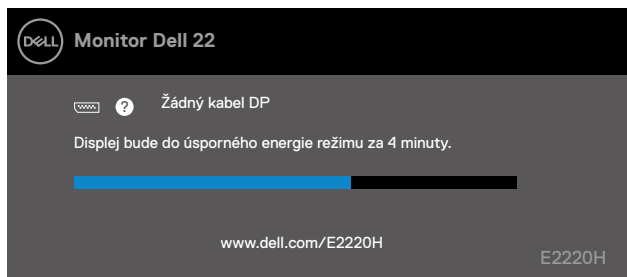 DELL Monitor Dell 22
? Žádný kabel DP
Displej bude do úsporného energie režimu za 4 minuty.
www.dell.com/E2220H
E2220H